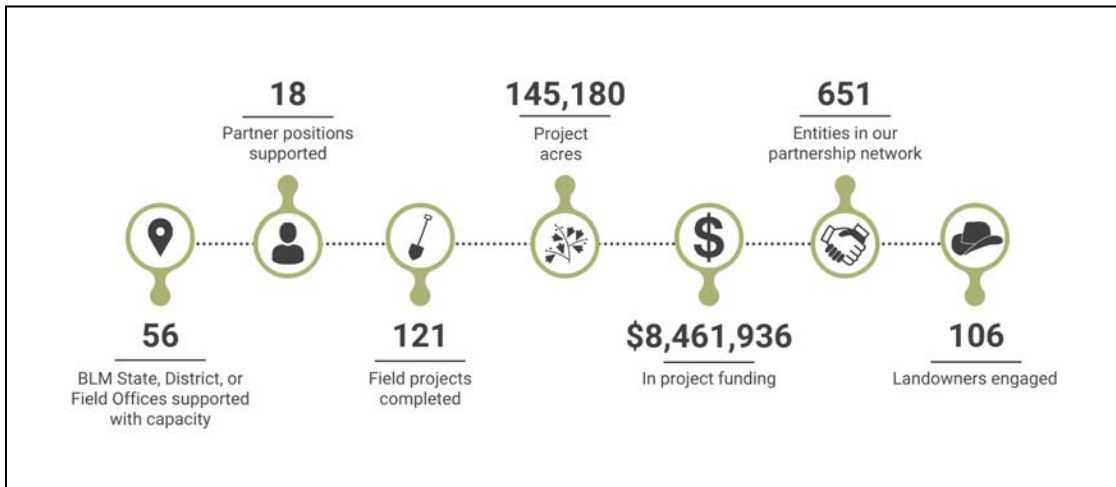 18
Partner positions
supported
145,180
Project
acres
651
Entities in our
partnership network
$
56
BLM State, District, or
Field Offices supported
with capacity
121
Field projects
completed
$8,461,936
In project funding
106
Landowners engaged